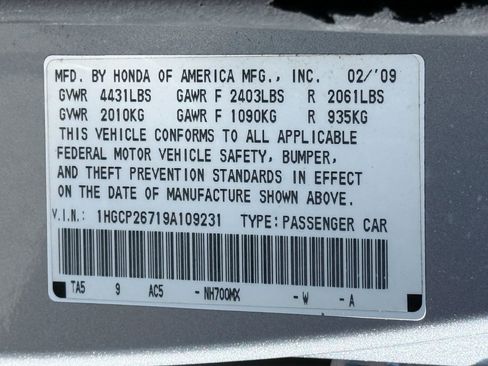 MFD. BY HONDA OF AMERICA MFG., INC. 02/'09
GVWR 4431LBS GAWR F 2403LBS R 2061LBS
GVWR 2010KG GAWR F 1090KG R 935KG
THIS VEHICLE CONFORMS TO ALL APPLICABLE
FEDERAL MOTOR VEHICLE SAFETY, BUMPER,
AND THEFT PREVENTION STANDARDS IN EFFECT
ON THE DATE OF MANUFACTURE SHOWN ABOVE.
V.I.N.: 1HGCP26719A109231 TYPE: PASSENGER CAR
TA5 9 AC5 - NH700MX - W - A